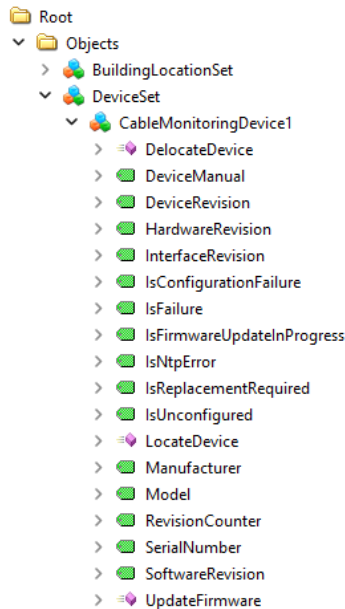 Root
Objects
BuildingLocationSet
DeviceSet
CableMonitoringDevice1
DelocateDevice
DeviceManual
DeviceRevision
HardwareRevision
InterfaceRevision
IsConfigurationFailure
IsFailure
IsFirmwareUpdateInProgress
IsNtpError
IsReplacementRequired
IsUnconfigured
LocateDevice
Manufacturer
Model
RevisionCounter
SerialNumber
SoftwareRevision
UpdateFirmware